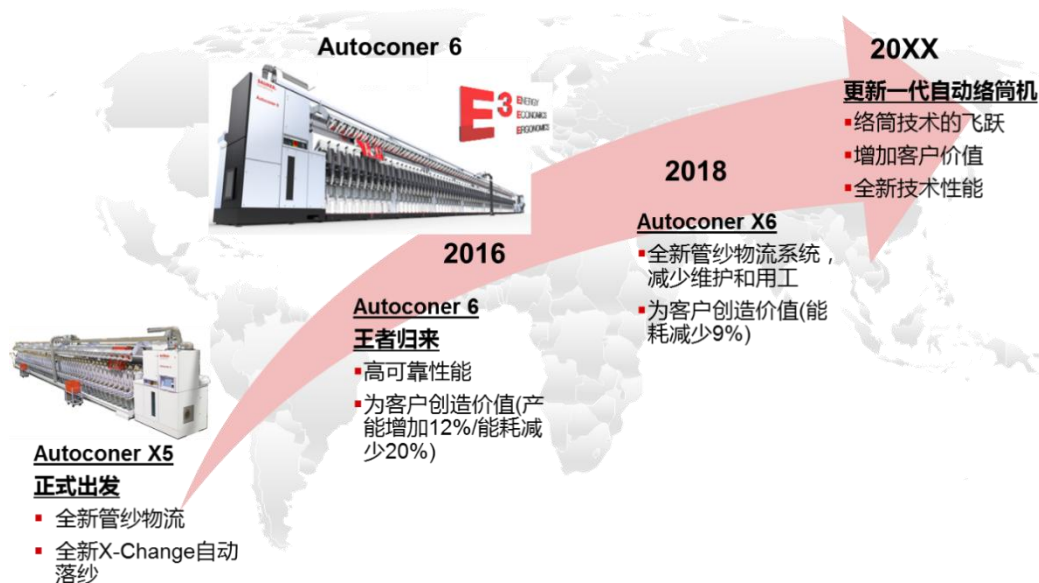 Autoconer 6
E³ ENERGY
ECONOMICS
ERGONOMICS
20XX
更新一代自动络筒机
▪络筒技术的飞跃
▪增加客户价值
▪全新技术性能
2018
Autoconer X6
▪全新管纱物流系统，
减少维护和用工
▪为客户创造价值(能
耗减少9%)
2016
Autoconer 6
王者归来
▪高可靠性能
▪为客户创造价值(产
能增加12%/能耗减
少20%)
Autoconer X5
正式出发
▪ 全新管纱物流
▪ 全新X-Change自动
落纱